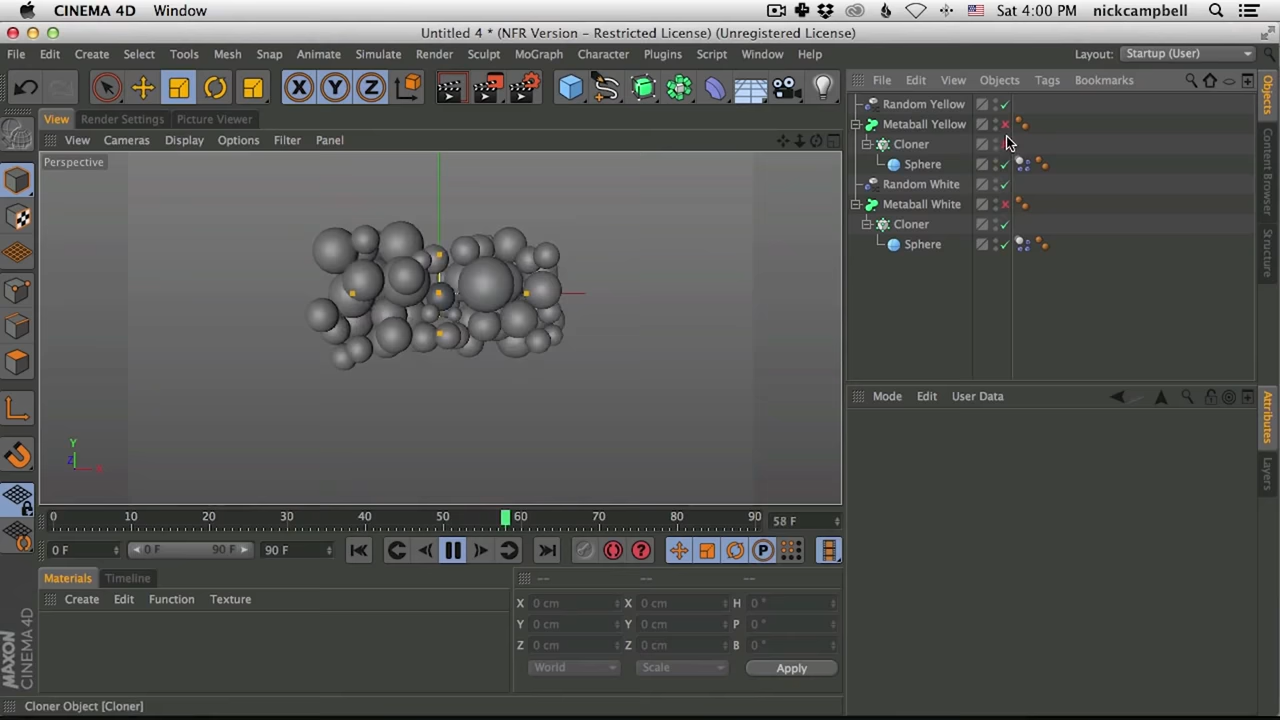 CINEMA 4D Window Sat 4:00 PM nickcampbell
Untitled 4 * (NFR Version - Restricted License) (Unregistered License)
File Edit Create Select Tools Mesh Snap Animate Simulate Render Sculpt MoGraph Character Plugins Script Window Help Layout: Startup (User)
X Y Z
File Edit View Objects Tags Bookmarks
View Render Settings Picture Viewer
View Cameras Display Options Filter Panel
Perspective
Random Yellow
Metaball Yellow
Cloner
Sphere
Random White
Metaball White
Cloner
Sphere
Objects
Content Browser
Structure
Mode Edit User Data
Attributes
Layers
Y
Z
X
0 10 20 30 40 50 60 70 80 90 58 F
0 F 0 F 90 F 90 F P
Materials Timeline
Create Edit Function Texture
-- -- --
X 0 cm X 0 cm H 0 °
Y 0 cm Y 0 cm P 0 °
Z 0 cm Z 0 cm B 0 °
World Scale Apply
MAXON
CINEMA 4D
Cloner Object [Cloner]